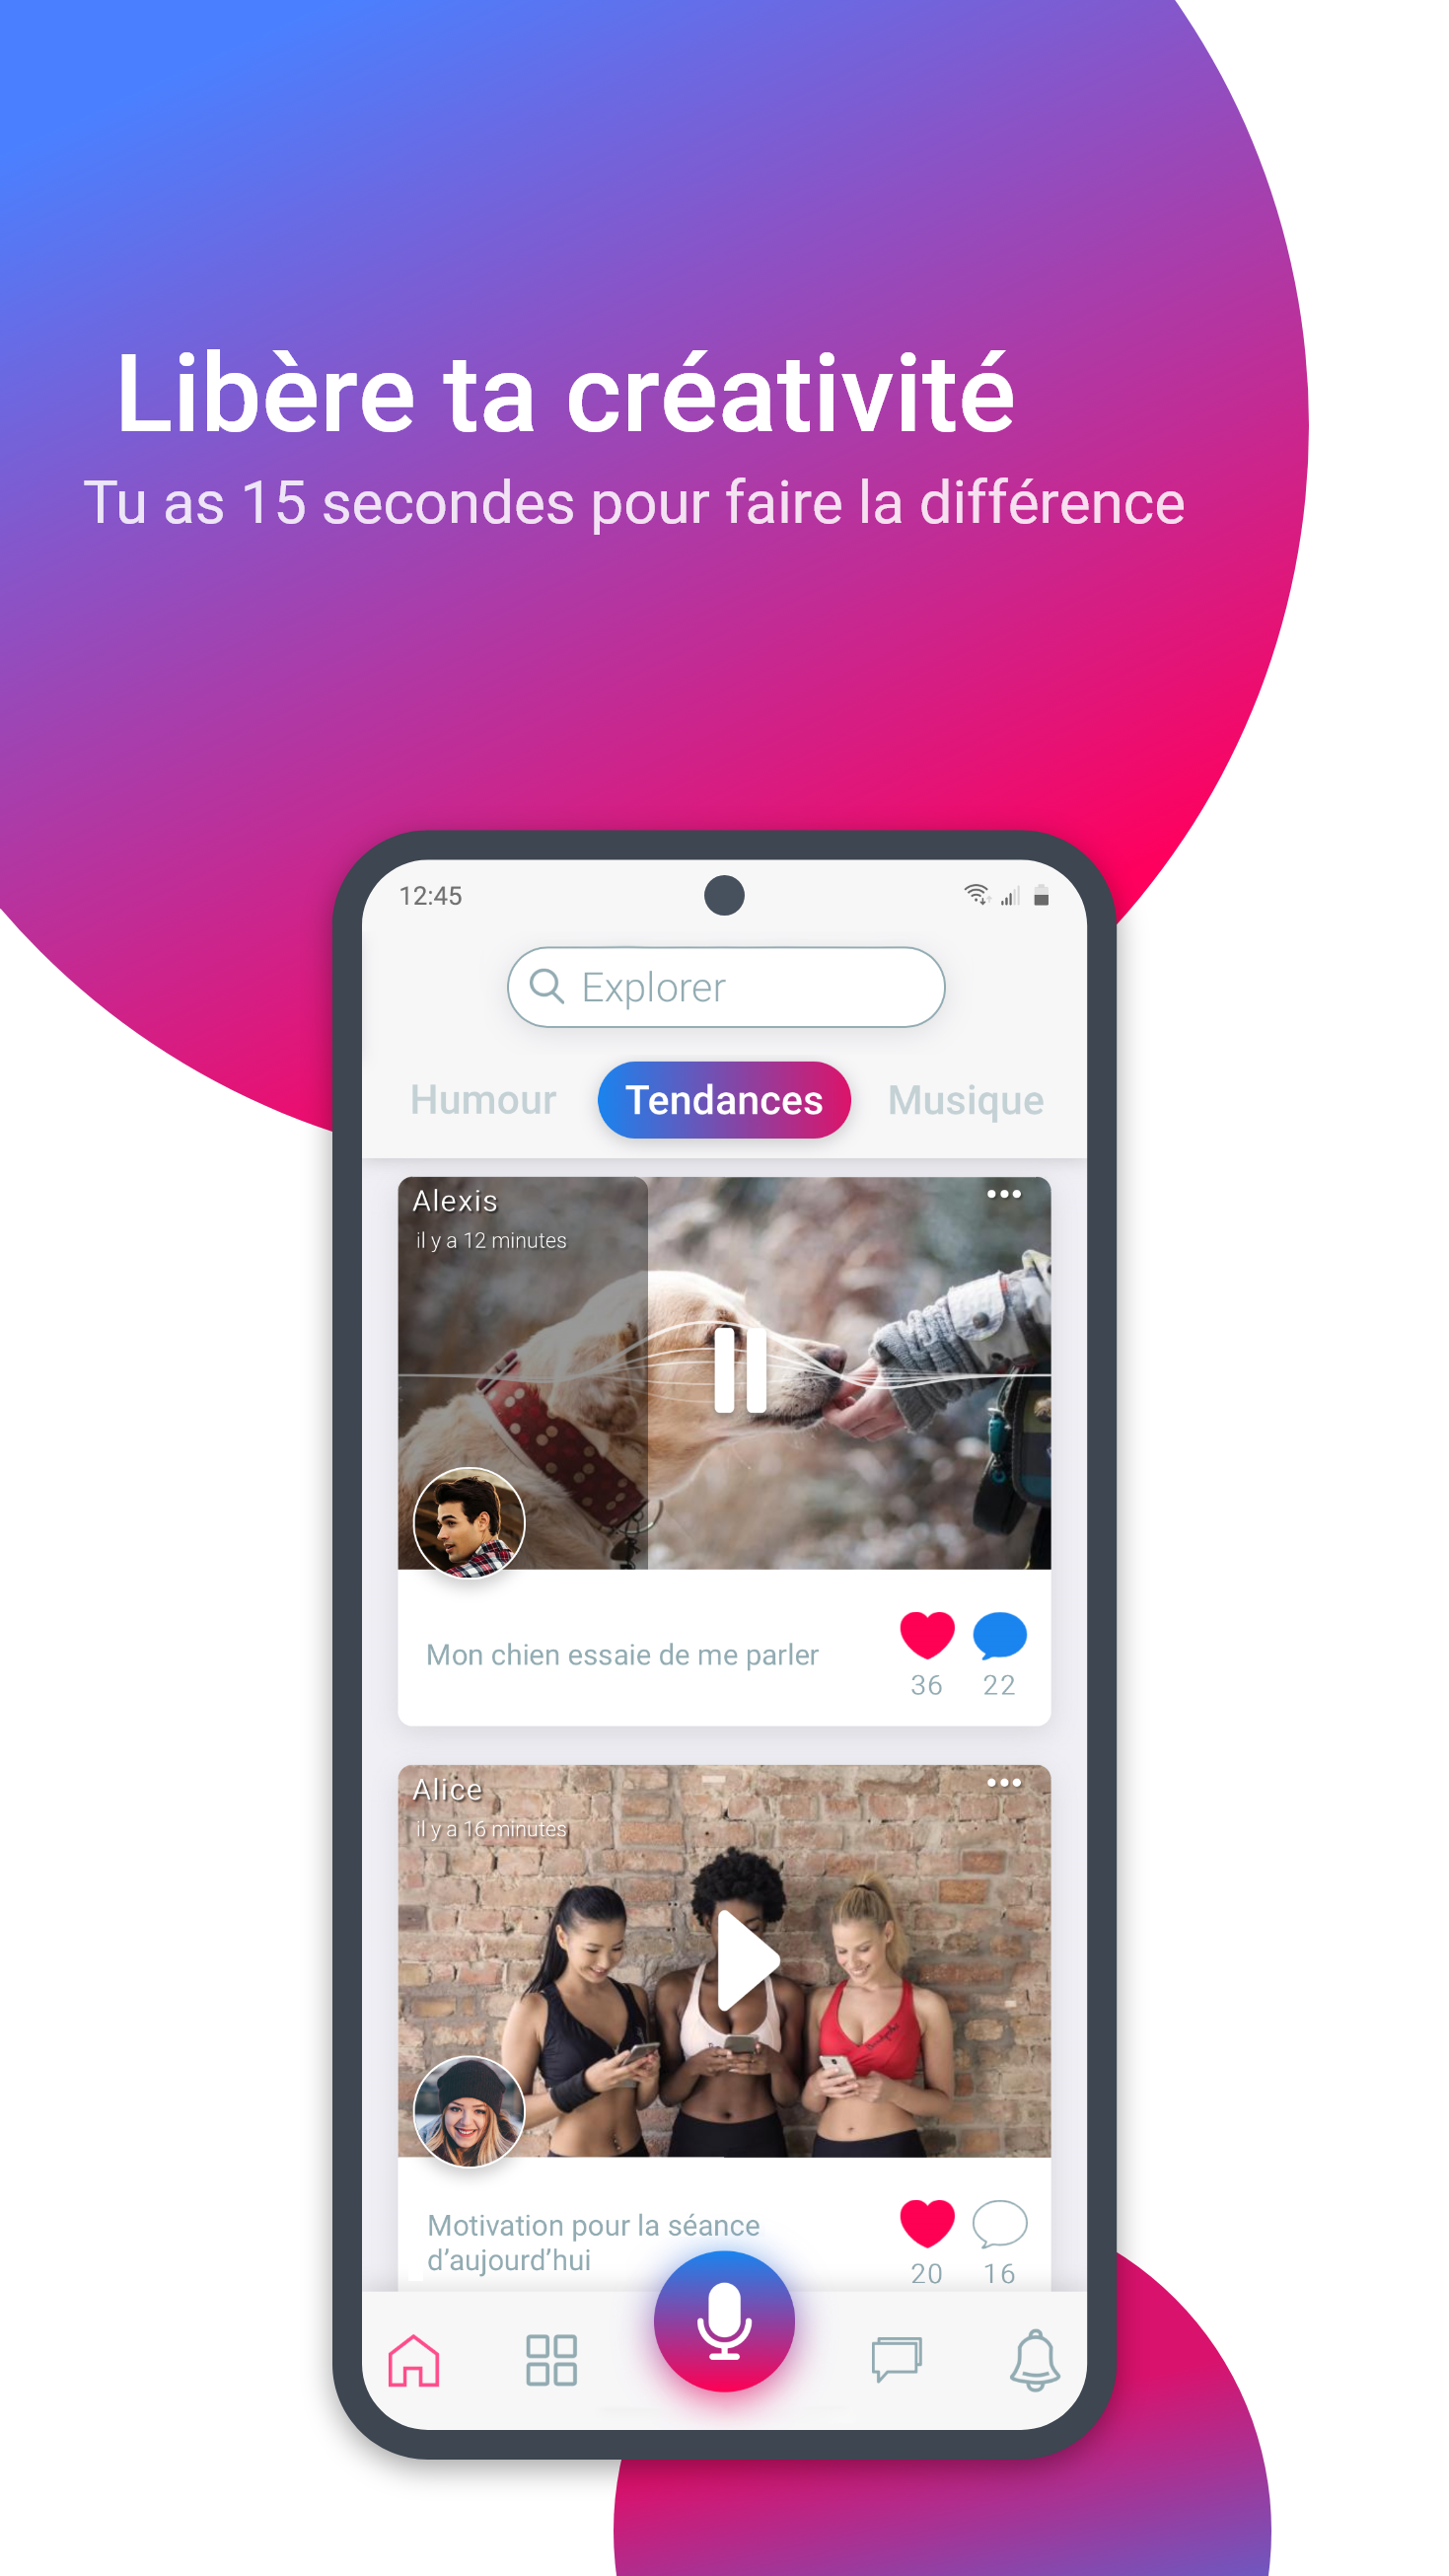 Libère ta créativité
Tu as 15 secondes pour faire la différence
12:45
Explorer
Humour Tendances Musique
Alexis
il y a 12 minutes
Mon chien essaie de me parler
36 22
Alice
il y a 16 minutes
Motivation pour la séance
d’aujourd’hui
20 16